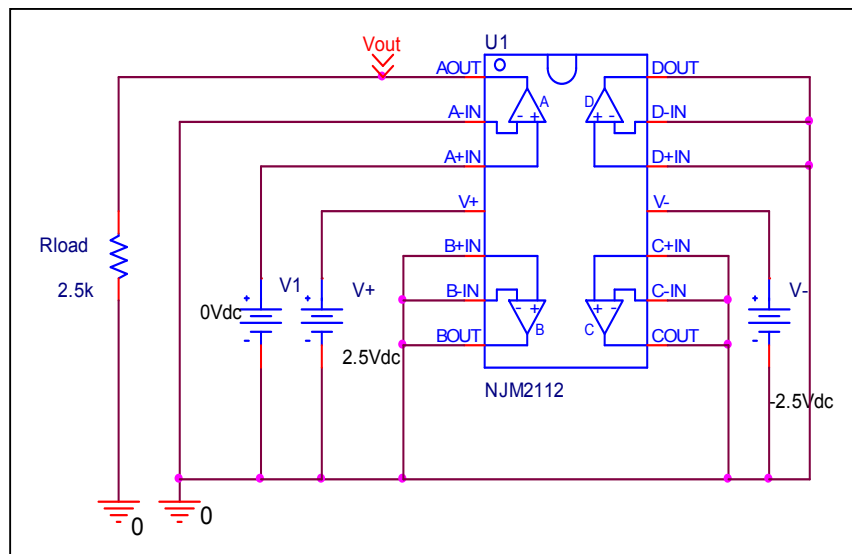 Vout
U1
AOUT
DOUT
A
D
A-IN
D-IN
- +
+ -
A+IN
D+IN
V+
V-
B+IN
C+IN
Rload
2.5k
V1
V+
V-
+
+
+
0Vdc
B-IN
C-IN
- +
+ -
B
C
-
-
-
2.5Vdc
BOUT
COUT
NJM2112
-2.5Vdc
0
0